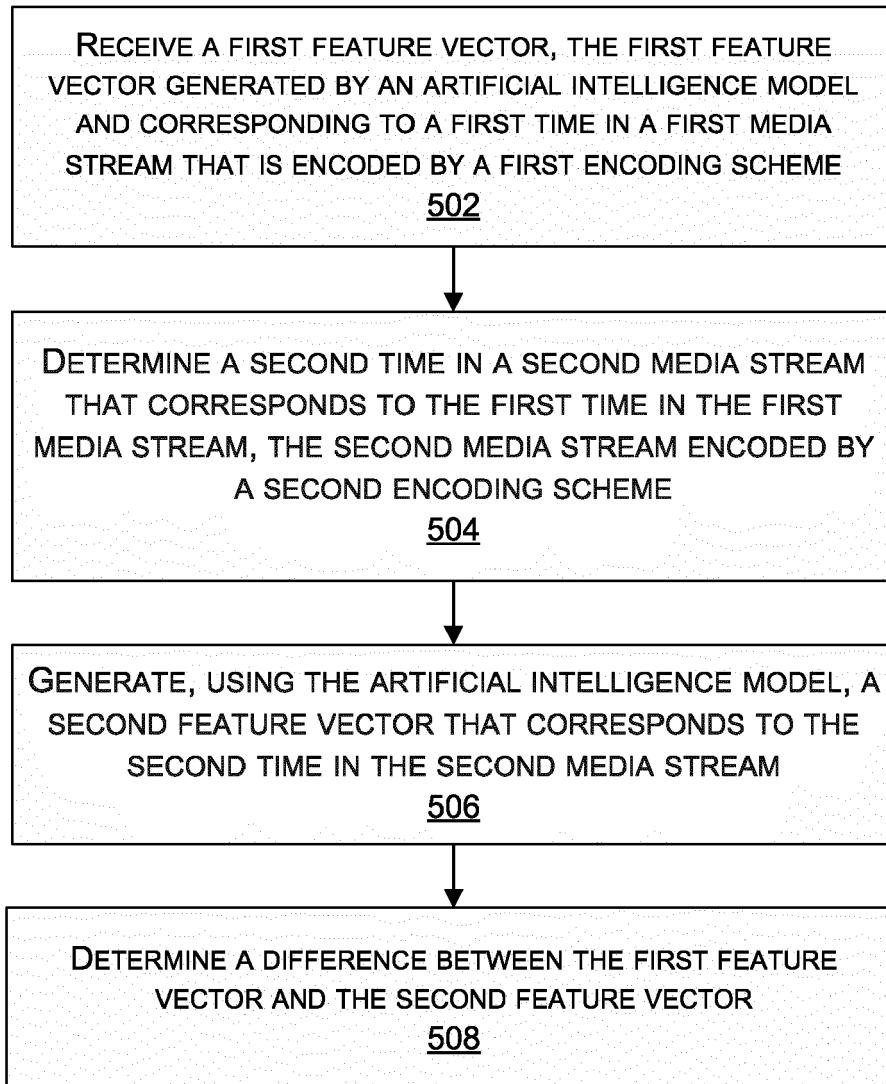 RECEIVE A FIRST FEATURE VECTOR, THE FIRST FEATURE
VECTOR GENERATED BY AN ARTIFICIAL INTELLIGENCE MODEL
AND CORRESPONDING TO A FIRST TIME IN A FIRST MEDIA
STREAM THAT IS ENCODED BY A FIRST ENCODING SCHEME
502
DETERMINE A SECOND TIME IN A SECOND MEDIA STREAM
THAT CORRESPONDS TO THE FIRST TIME IN THE FIRST
MEDIA STREAM, THE SECOND MEDIA STREAM ENCODED BY
A SECOND ENCODING SCHEME
504
GENERATE, USING THE ARTIFICIAL INTELLIGENCE MODEL, A
SECOND FEATURE VECTOR THAT CORRESPONDS TO THE
SECOND TIME IN THE SECOND MEDIA STREAM
506
DETERMINE A DIFFERENCE BETWEEN THE FIRST FEATURE
VECTOR AND THE SECOND FEATURE VECTOR
508